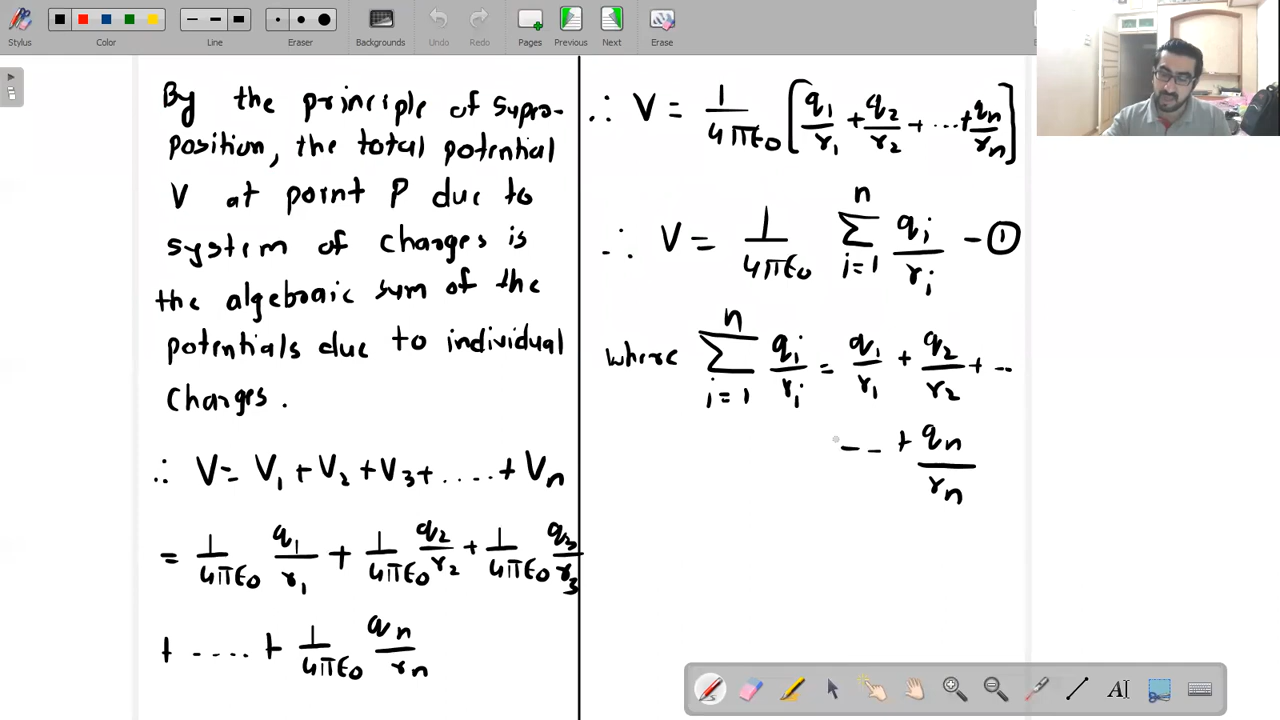 Stylus
Color
Line
Eraser
Backgrounds
Undo
Redo
Pages
Previous
Next
Erase
By the principle of supro-
position, the total potential
V at point P due to
system of charges is
the algebraic sum of the
potentials due to individual
charges.
∴ V = V₁ + V₂ + V₃ + ..... + Vₙ
= 1/4πε₀ q₁/r₁ + 1/4πε₀ q₂/r₂ + 1/4πε₀ q₃/r₃
+ ..... + 1/4πε₀ qₙ/rₙ
∴ V = 1/4πε₀ [q₁/r₁ + q₂/r₂ + ... + qₙ/rₙ]
∴ V = 1/4πε₀ Σ_{i=1}^{n} qᵢ/rᵢ - ①
where Σ_{i=1}^{n} qᵢ/rᵢ = q₁/r₁ + q₂/r₂ + --
-- + qₙ/rₙ